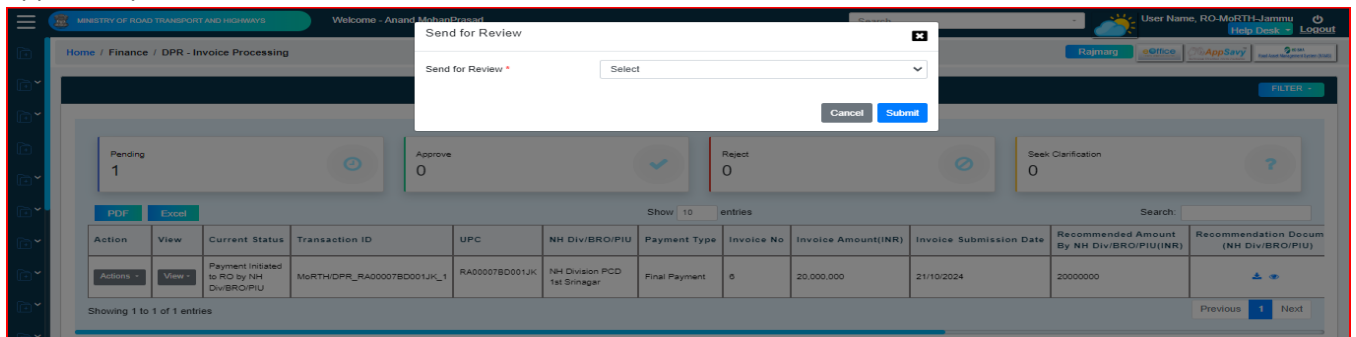 MINISTRY OF ROAD TRANSPORT AND HIGHWAYS
Welcome - Anand MohanPrasad
Search
User Name, RO-MoRTH-Jammu
Help Desk
Logout
Send for Review
Home / Finance / DPR - Invoice Processing
Rajmarg
eOffice
AppSavy
Send for Review *
Select
FILTER
Cancel
Submit
Pending
1
Approve
0
Reject
0
Seek Clarification
0
?
PDF
Excel
Show 10 entries
Search:
Action
View
Current Status
Transaction ID
UPC
NH Div/BRO/PIU
Payment Type
Invoice No
Invoice Amount(INR)
Invoice Submission Date
Recommended Amount
By NH Div/BRO/PIU(INR)
Recommendation Docum
(NH Div/BRO/PIU)
Actions
View
Payment Initiated
to RO by NH
Div/BRO/PIU
MoRTH/DPR_RA00007BD001JK_1
RA00007BD001JK
NH Division PCD
1st Srinagar
Final Payment
6
20,000,000
21/10/2024
20000000
Showing 1 to 1 of 1 entries
Previous
1
Next